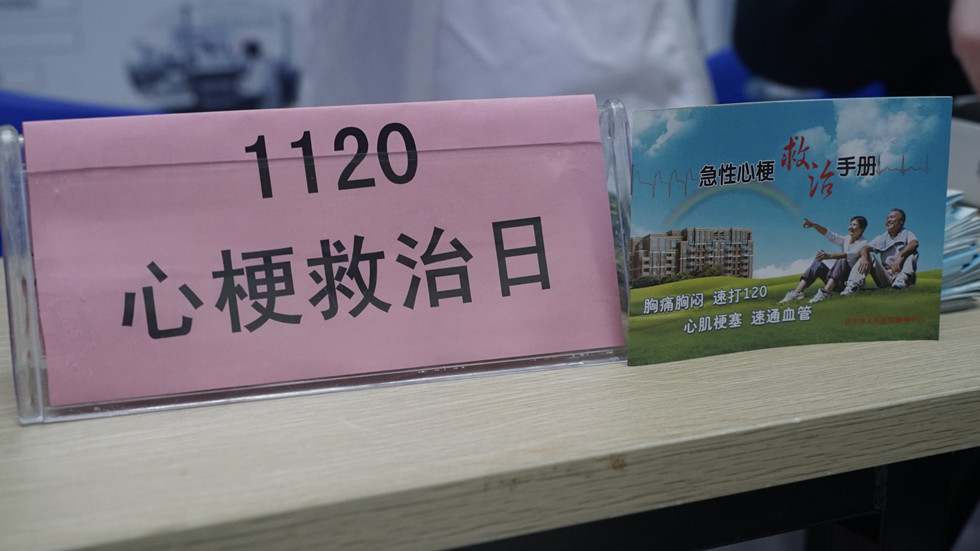 1120
心梗救治日
急性心梗救治手册
胸痛胸闷 速打120
心肌梗塞 速通血管